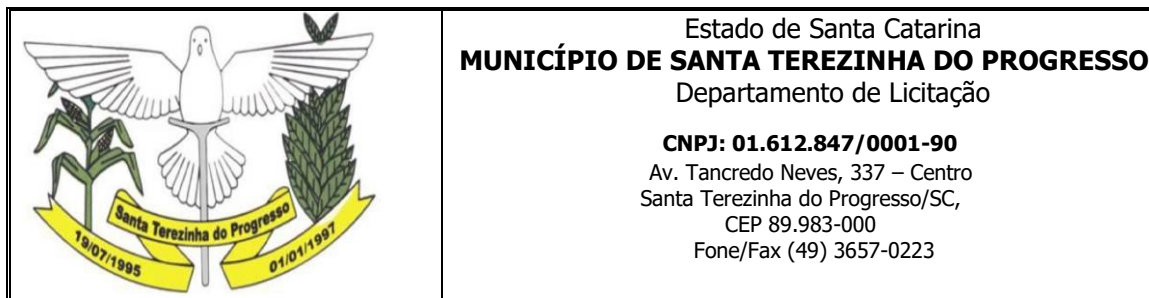 Santa Terezinha do Progresso
19/07/1995
01/01/1997
Estado de Santa Catarina
MUNICÍPIO DE SANTA TEREZINHA DO PROGRESSO
Departamento de Licitação
CNPJ: 01.612.847/0001-90
Av. Tancredo Neves, 337 – Centro
Santa Terezinha do Progresso/SC,
CEP 89.983-000
Fone/Fax (49) 3657-0223